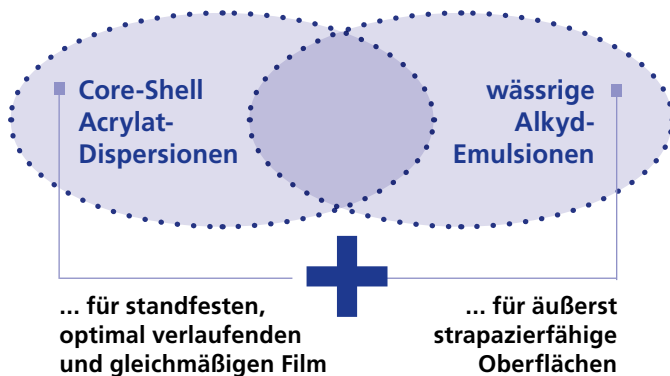 Core-Shell
Acrylat-
Dispersionen
wässrige
Alkyd-
Emulsionen
... für standfesten,
optimal verlaufenden
und gleichmäßigen Film
... für äußerst
strapazierfähige
Oberflächen